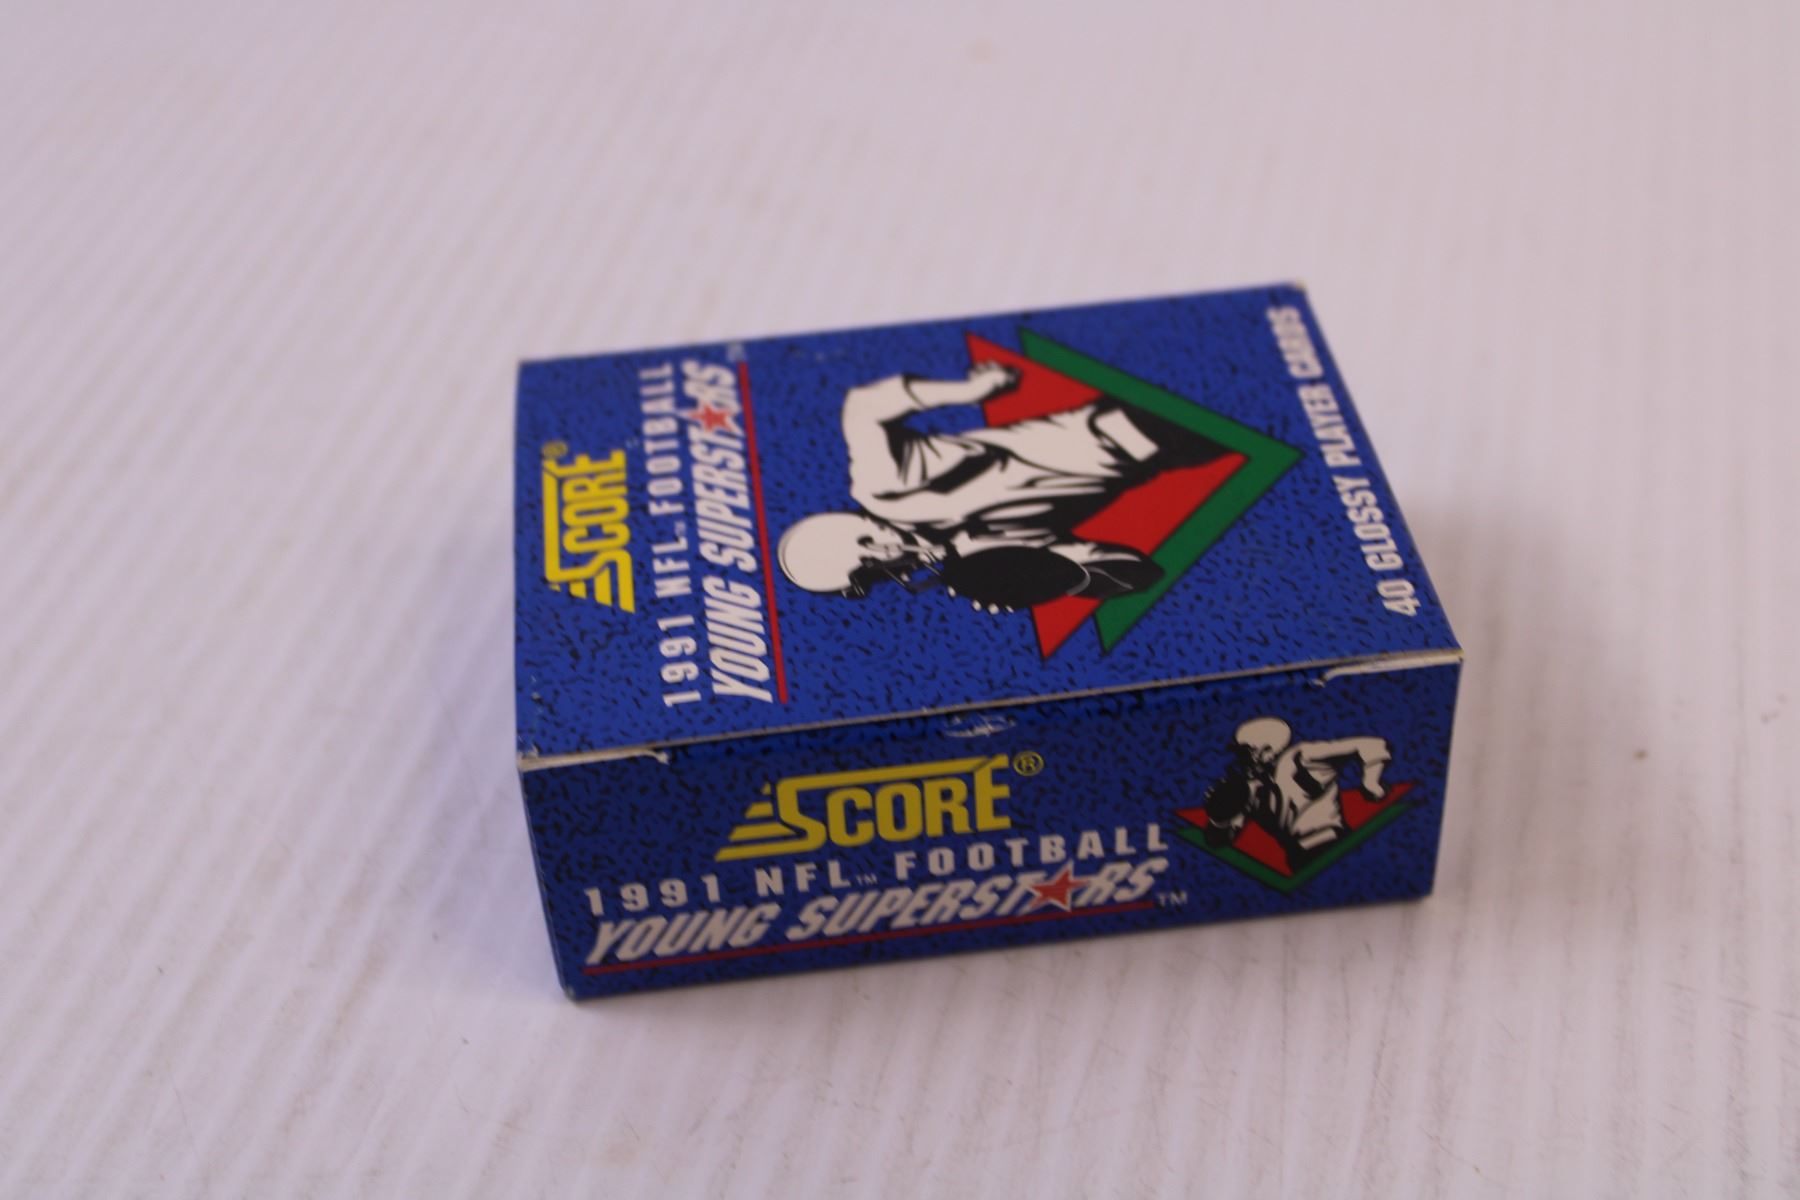 SCORE®
1991 NFL™ FOOTBALL
YOUNG SUPERSTARS™
40 GLOSSY PLAYER CARDS
SCORE®
1991 NFL™ FOOTBALL
YOUNG SUPERSTARS™